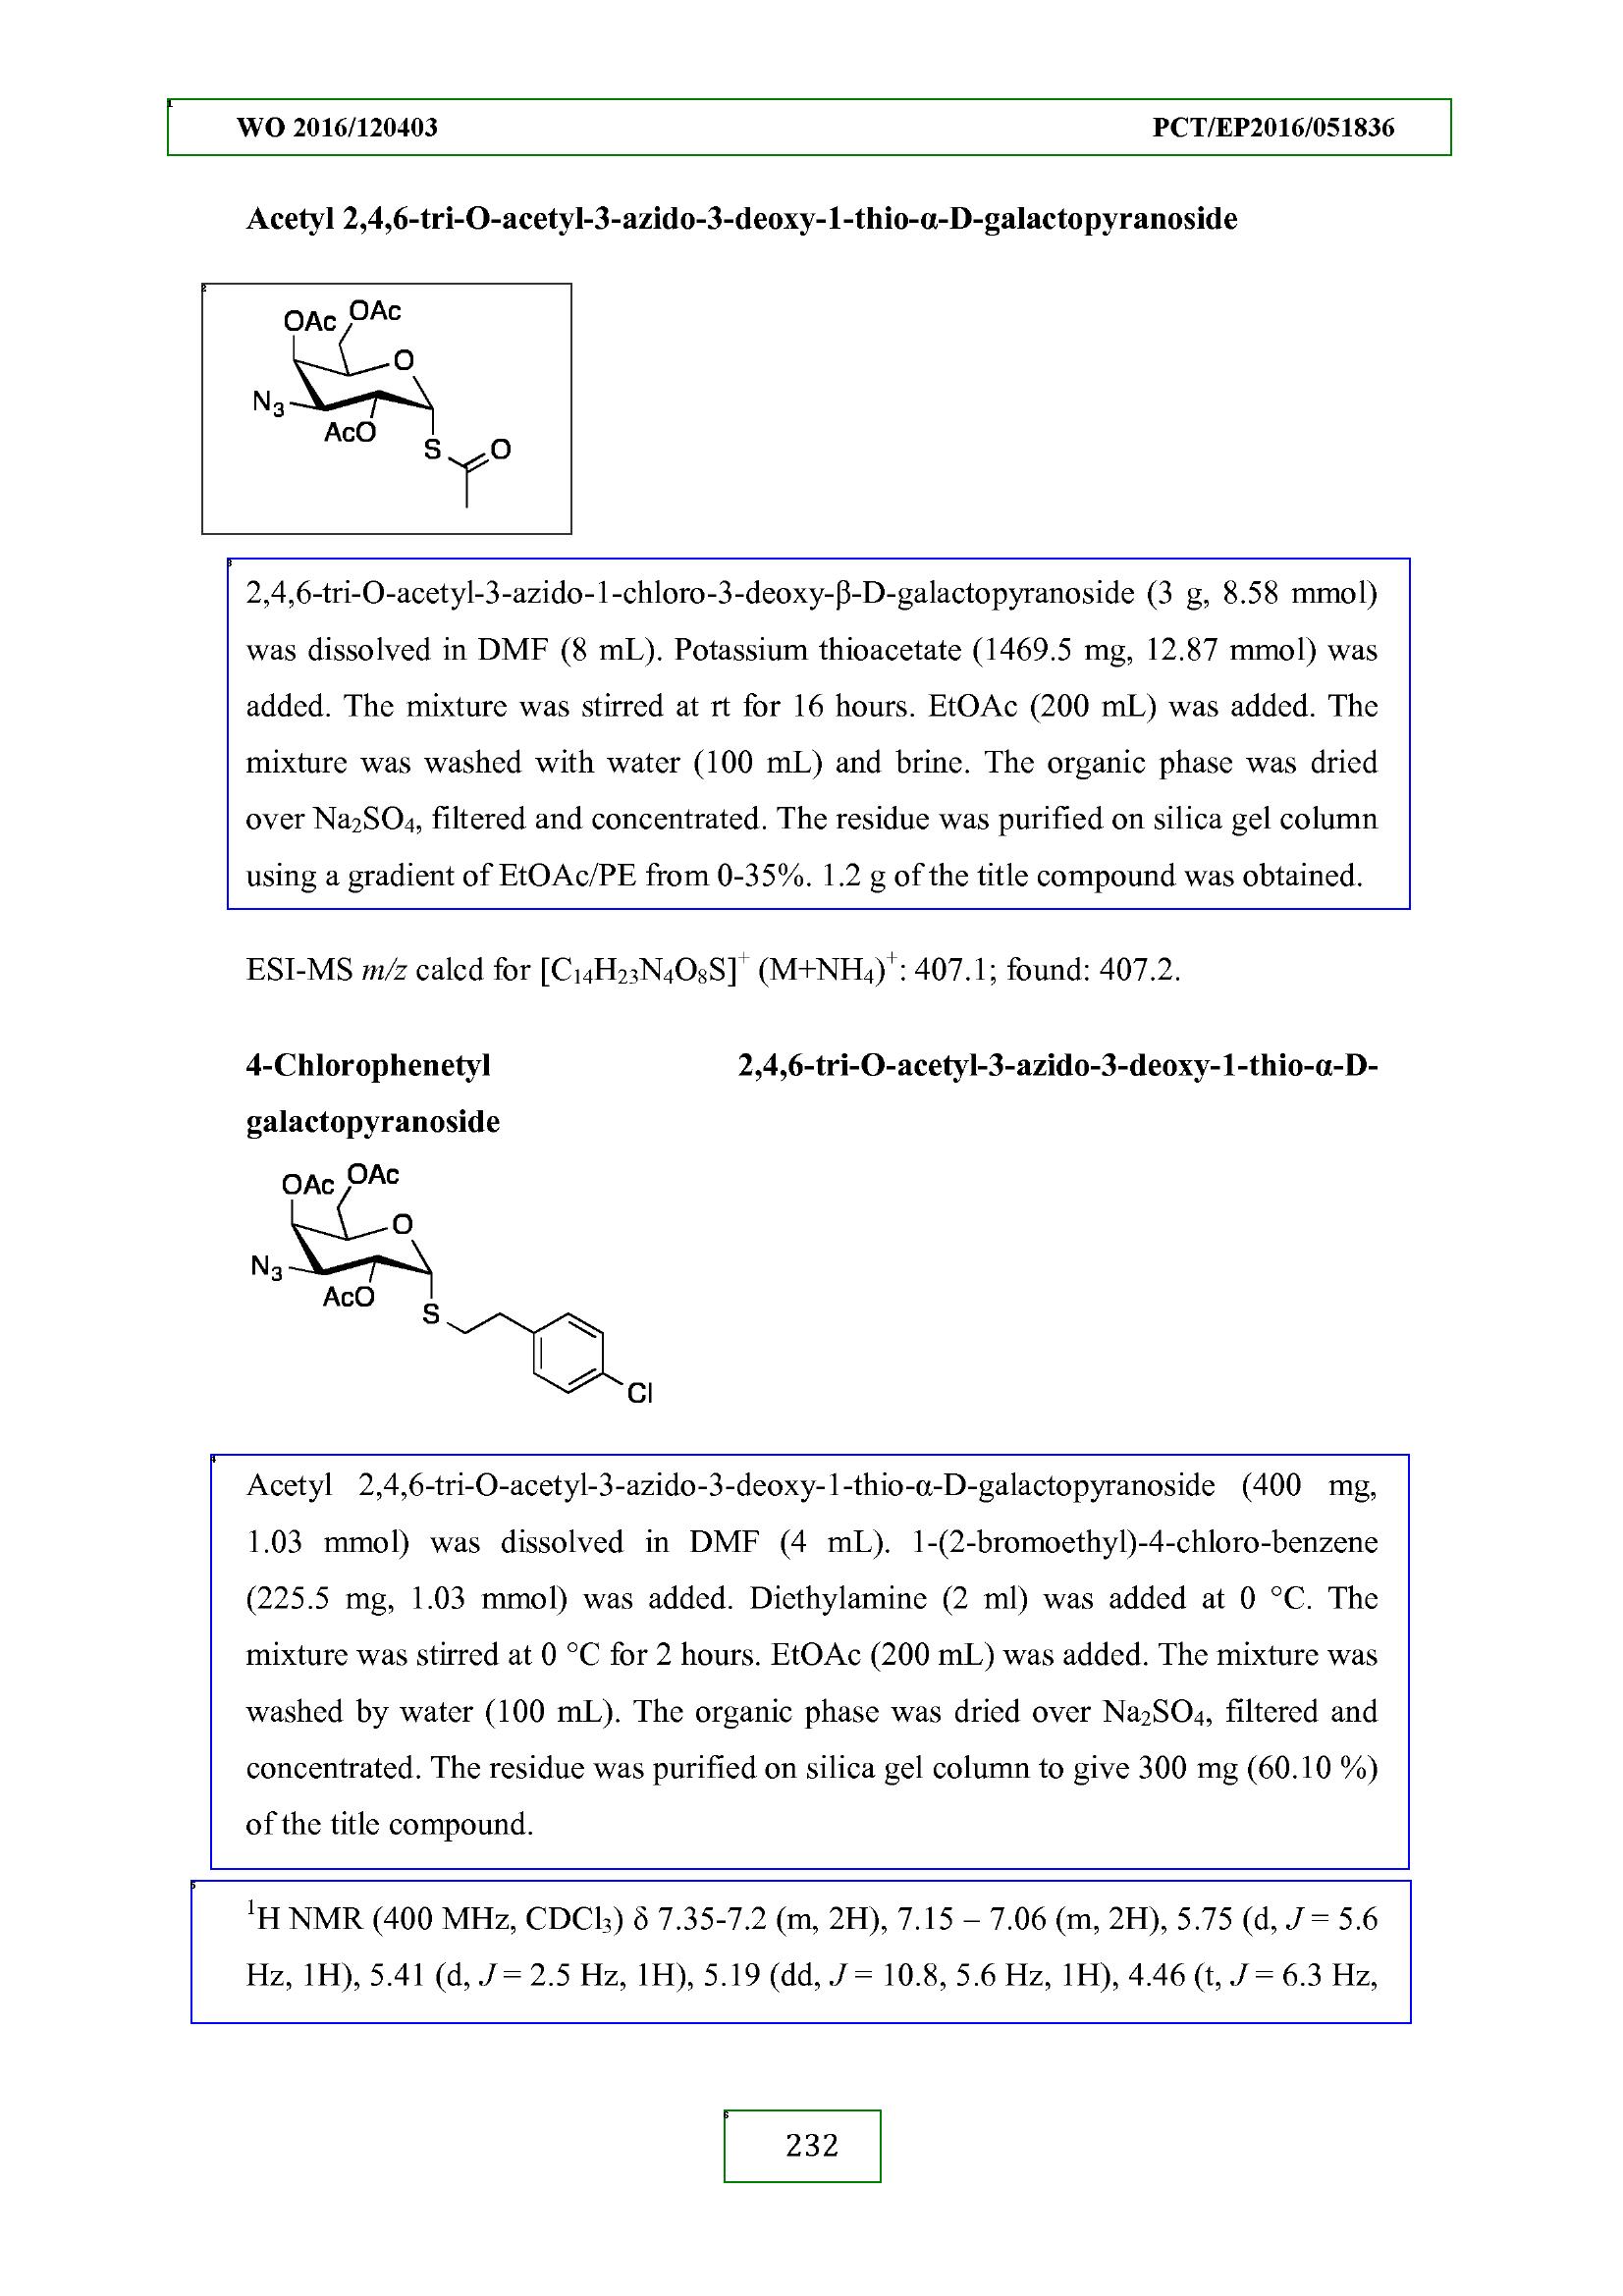 WO 2016/120403 PCT/EP2016/051836
Acetyl 2,4,6-tri-O-acetyl-3-azido-3-deoxy-1-thio-α-D-galactopyranoside
2
OAc OAc
O
N3
AcO
S O
3
2,4,6-tri-O-acetyl-3-azido-1-chloro-3-deoxy-β-D-galactopyranoside (3 g, 8.58 mmol)
was dissolved in DMF (8 mL). Potassium thioacetate (1469.5 mg, 12.87 mmol) was
added. The mixture was stirred at rt for 16 hours. EtOAc (200 mL) was added. The
mixture was washed with water (100 mL) and brine. The organic phase was dried
over Na₂SO₄, filtered and concentrated. The residue was purified on silica gel column
using a gradient of EtOAc/PE from 0-35%. 1.2 g of the title compound was obtained.
ESI-MS m/z calcd for [C₁₄H₂₃N₄O₈S]⁺ (M+NH₄)⁺: 407.1; found: 407.2.
4-Chlorophenetyl 2,4,6-tri-O-acetyl-3-azido-3-deoxy-1-thio-α-D-
galactopyranoside
OAc OAc
O
N3
AcO
S
Cl
4
Acetyl 2,4,6-tri-O-acetyl-3-azido-3-deoxy-1-thio-α-D-galactopyranoside (400 mg,
1.03 mmol) was dissolved in DMF (4 mL). 1-(2-bromoethyl)-4-chloro-benzene
(225.5 mg, 1.03 mmol) was added. Diethylamine (2 ml) was added at 0 °C. The
mixture was stirred at 0 °C for 2 hours. EtOAc (200 mL) was added. The mixture was
washed by water (100 mL). The organic phase was dried over Na₂SO₄, filtered and
concentrated. The residue was purified on silica gel column to give 300 mg (60.10 %)
of the title compound.
5
¹H NMR (400 MHz, CDCl₃) δ 7.35-7.2 (m, 2H), 7.15 – 7.06 (m, 2H), 5.75 (d, J = 5.6
Hz, 1H), 5.41 (d, J = 2.5 Hz, 1H), 5.19 (dd, J = 10.8, 5.6 Hz, 1H), 4.46 (t, J = 6.3 Hz,
6
232